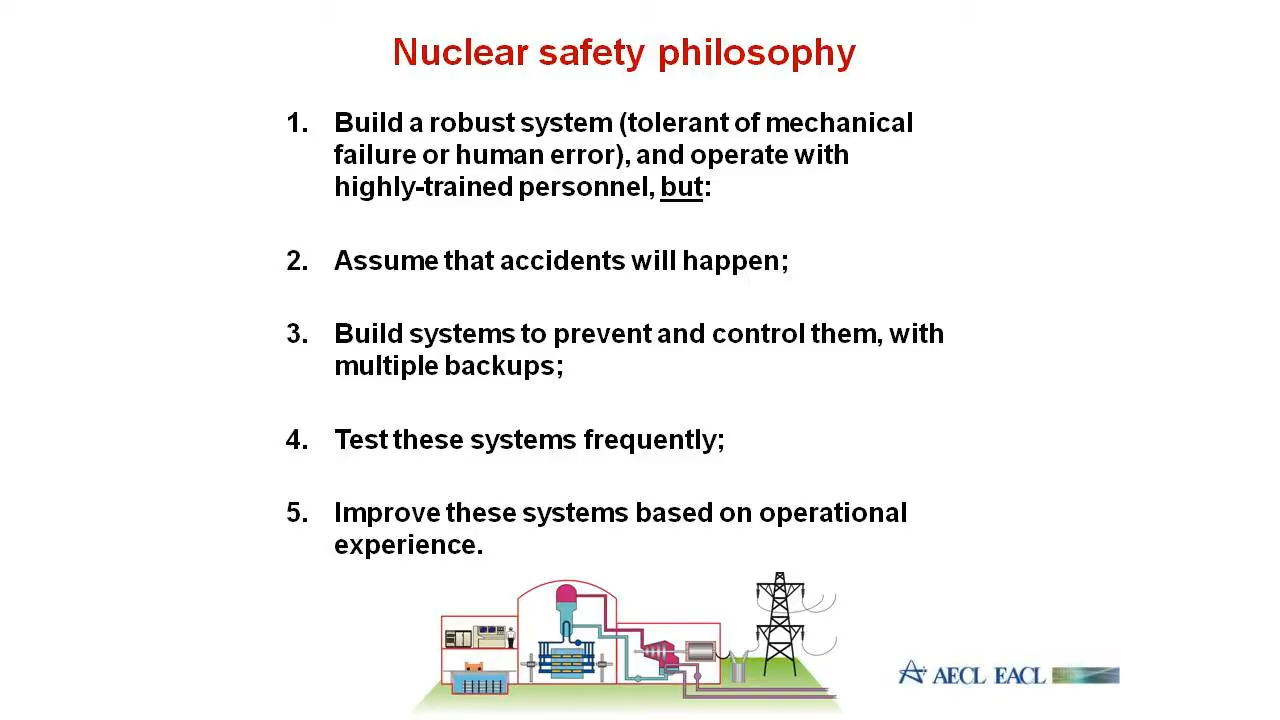 Nuclear safety philosophy
1. Build a robust system (tolerant of mechanical
failure or human error), and operate with
highly-trained personnel, but:
2. Assume that accidents will happen;
3. Build systems to prevent and control them, with
multiple backups;
4. Test these systems frequently;
5. Improve these systems based on operational
experience.
AECL EACL